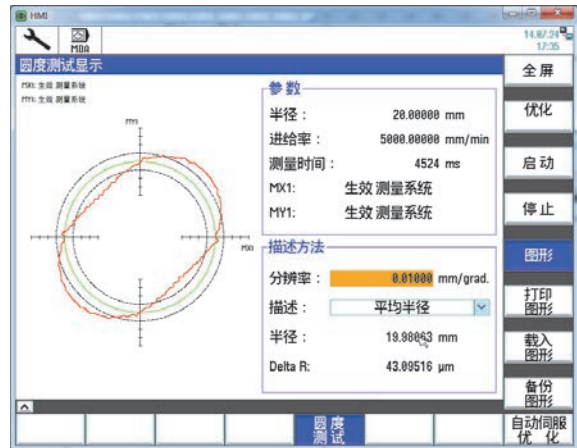 HMI
MDA
14.07.24
17:35
圆度测试显示
MX1: 生效 测量系统
MY1: 生效 测量系统
MY1
MX1
参数
半径： 20.00000 mm
进给率： 5000.00000 mm/min
测量时间： 4524 ms
MX1: 生效 测量系统
MY1: 生效 测量系统
描述方法
分辨率： 0.01000 mm/grad.
描述： 平均半径
半径： 19.98063 mm
Delta R: 43.09516 µm
全屏
优化
启动
停止
图形
打印
图形
载入
图形
备份
图形
自动伺服
优 化
圆度
测试